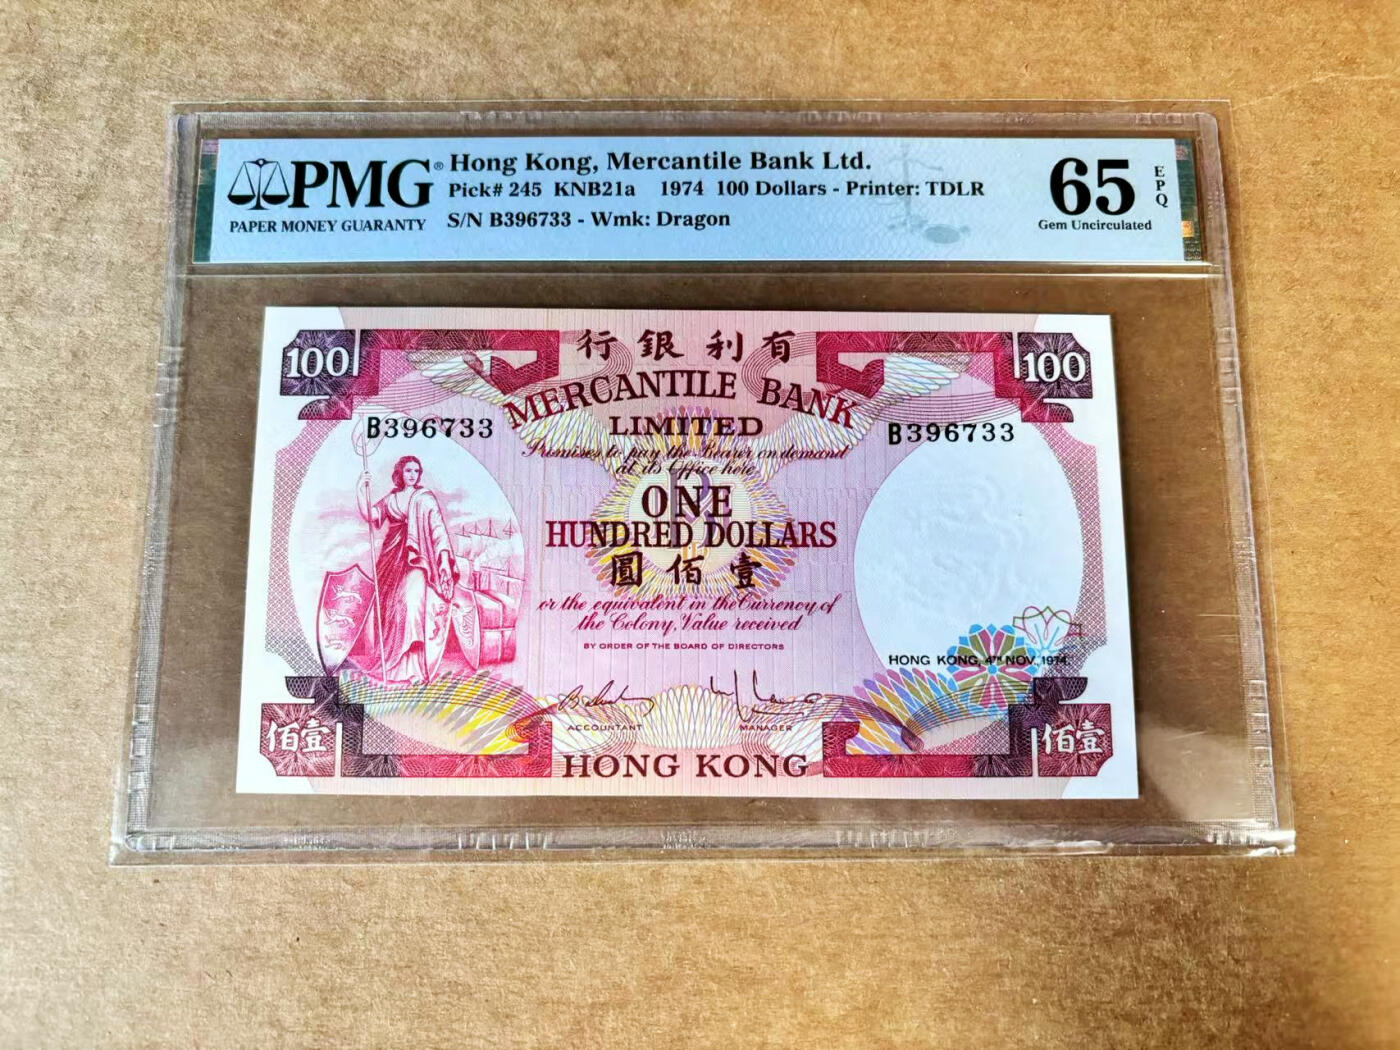 PMG®
PAPER MONEY GUARANTY
Hong Kong, Mercantile Bank Ltd.
Pick# 245 KNB21a 1974 100 Dollars - Printer: TDLR
S/N B396733 - Wmk: Dragon
65
Gem Uncirculated
EPQ
100
行銀利有
100
MERCANTILE BANK
LIMITED
B396733
B396733
Promises to pay the Bearer on demand
at its Office here
ONE
HUNDRED DOLLARS
圓佰壹
or the equivalent in the Currency of
the Colony, Value received
BY ORDER OF THE BOARD OF DIRECTORS
HONG KONG, 4TH NOV., 1974.
ACCOUNTANT
MANAGER
佰壹
HONG KONG
佰壹